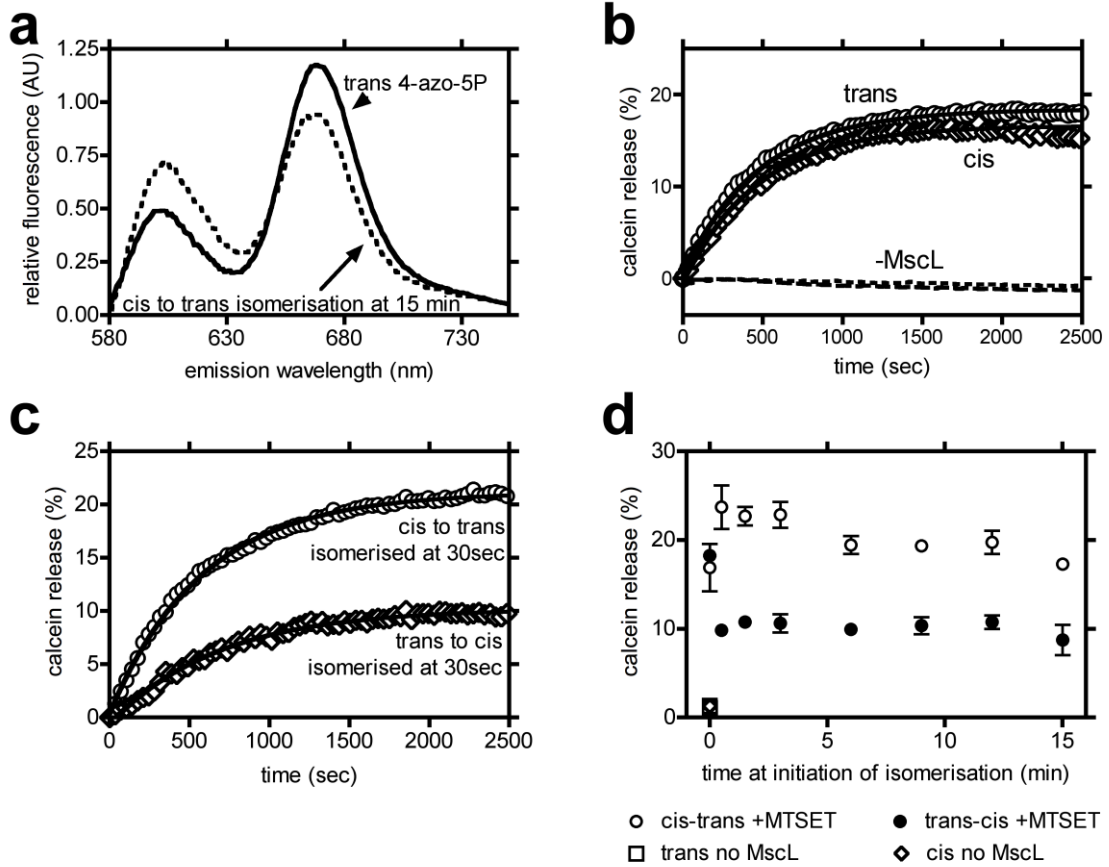 a
relative fluorescence (AU)
1.25
1.00
0.75
0.50
0.25
0.00
trans 4-azo-5P
cis to trans isomerisation at 15 min
580 630 680 730
emission wavelength (nm)
b
calcein release (%)
20
10
0
trans
cis
-MscL
0 500 1000 1500 2000 2500
time (sec)
c
calcein release (%)
25
20
15
10
5
0
cis to trans
isomerised at 30sec
trans to cis
isomerised at 30sec
0 500 1000 1500 2000 2500
time (sec)
d
calcein release (%)
30
20
10
0
0 5 10 15
time at initiation of isomerisation (min)
cis-trans +MTSET
trans-cis +MTSET
trans no MscL
cis no MscL